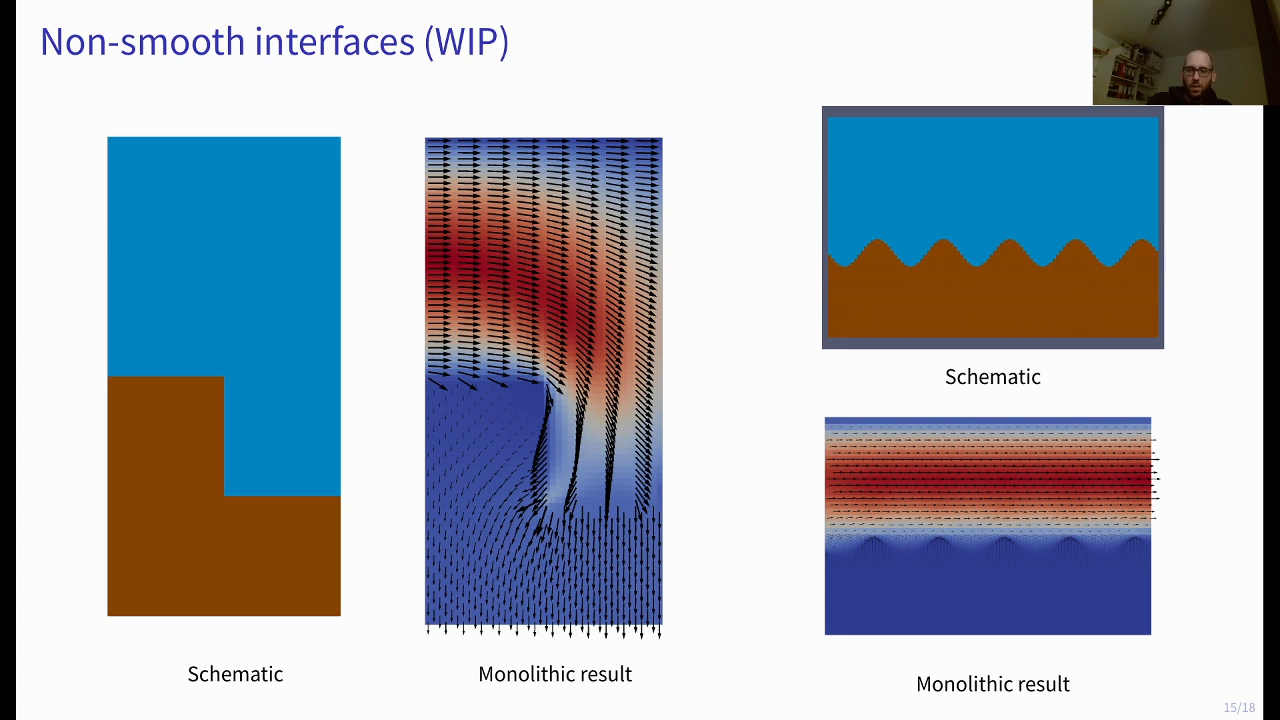 Non-smooth interfaces (WIP)
Schematic
Monolithic result
Schematic
Monolithic result
15/18